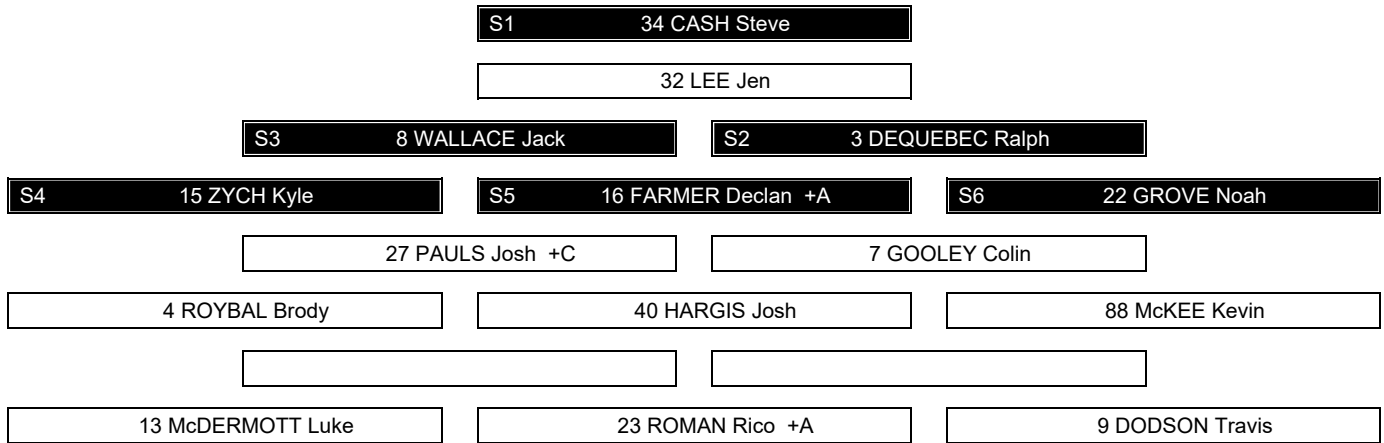 S1 34 CASH Steve
32 LEE Jen
S3 8 WALLACE Jack S2 3 DEQUEBEC Ralph
S4 15 ZYCH Kyle S5 16 FARMER Declan +A S6 22 GROVE Noah
27 PAULS Josh +C 7 GOOLEY Colin
4 ROYBAL Brody 40 HARGIS Josh 88 McKEE Kevin
13 McDERMOTT Luke 23 ROMAN Rico +A 9 DODSON Travis